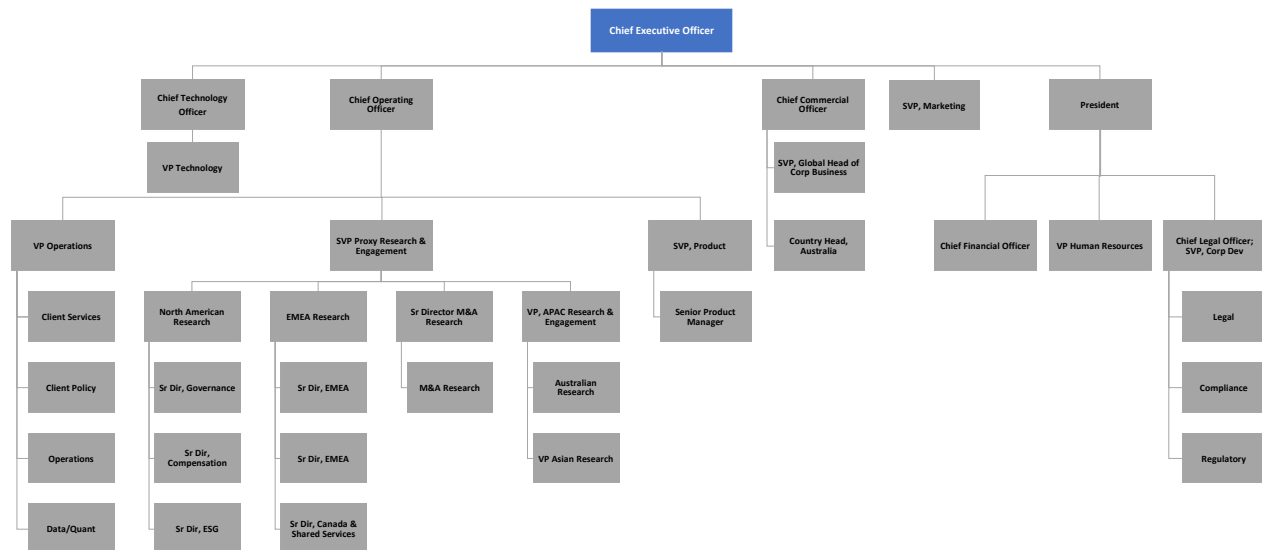 Chief Executive Officer
Chief Technology
Officer
Chief Operating
Officer
Chief Commercial
Officer
SVP, Marketing
President
VP Technology
SVP, Global Head of
Corp Business
VP Operations
SVP Proxy Research &
Engagement
SVP, Product
Country Head,
Australia
Chief Financial Officer
VP Human Resources
Chief Legal Officer;
SVP, Corp Dev
Client Services
North American
Research
EMEA Research
Sr Director M&A
Research
VP, APAC Research &
Engagement
Senior Product
Manager
Legal
Client Policy
Sr Dir, Governance
Sr Dir, EMEA
M&A Research
Australian
Research
Compliance
Operations
Sr Dir,
Compensation
Sr Dir, EMEA
VP Asian Research
Regulatory
Data/Quant
Sr Dir, ESG
Sr Dir, Canada &
Shared Services